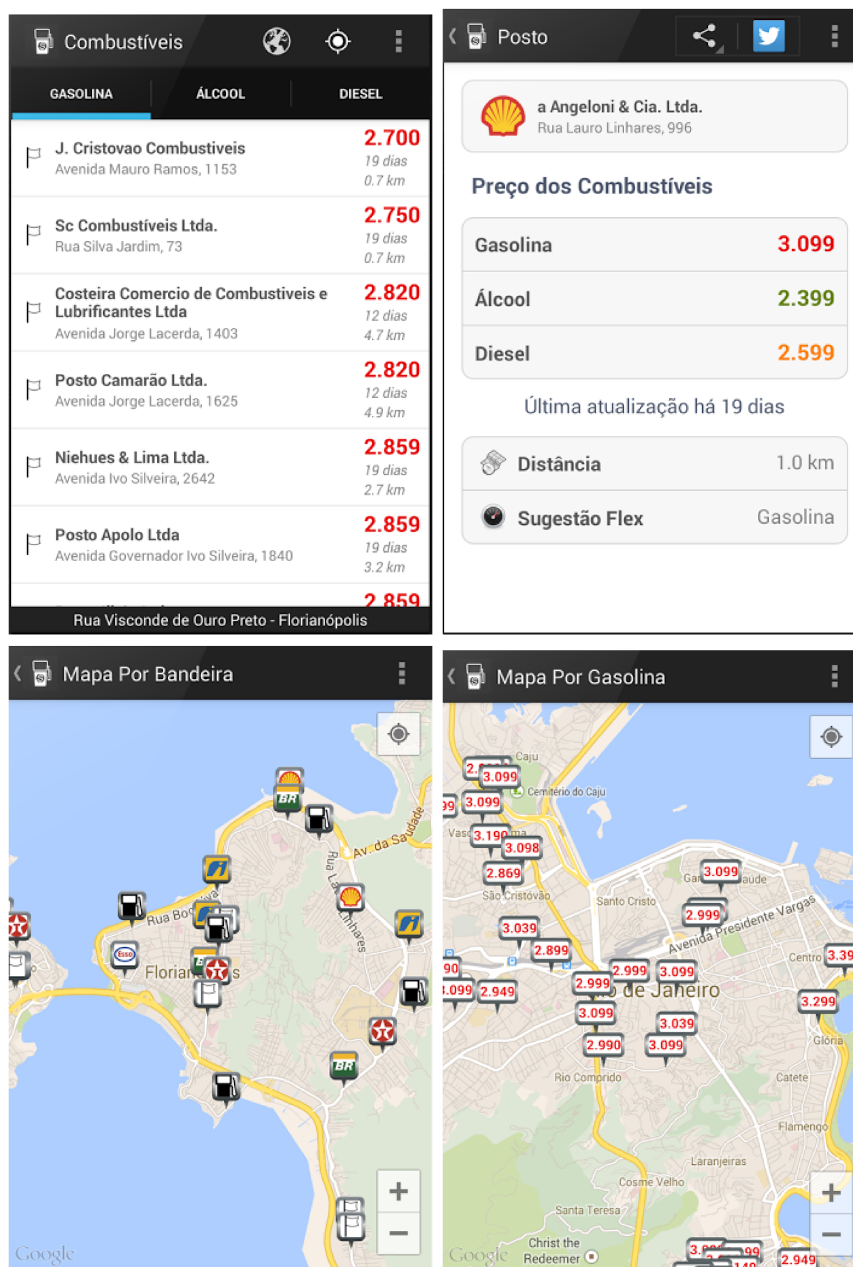 Combustíveis
GASOLINA ÁLCOOL DIESEL
J. Cristovao Combustiveis
Avenida Mauro Ramos, 1153
2.700
19 dias
0.7 km
Sc Combustíveis Ltda.
Rua Silva Jardim, 73
2.750
19 dias
0.7 km
Costeira Comercio de Combustiveis e
Lubrificantes Ltda
Avenida Jorge Lacerda, 1403
2.820
12 dias
4.7 km
Posto Camarão Ltda.
Avenida Jorge Lacerda, 1625
2.820
12 dias
4.9 km
Niehues & Lima Ltda.
Avenida Ivo Silveira, 2642
2.859
19 dias
2.7 km
Posto Apolo Ltda
Avenida Governador Ivo Silveira, 1840
2.859
19 dias
3.2 km
2.859
Rua Visconde de Ouro Preto - Florianópolis
Posto
a Angeloni & Cia. Ltda.
Rua Lauro Linhares, 996
Preço dos Combustíveis
Gasolina 3.099
Álcool 2.399
Diesel 2.599
Última atualização há 19 dias
Distância 1.0 km
Sugestão Flex Gasolina
Mapa Por Bandeira
BR
Av. da Saudade
Rua Linhares
Rua
Esso
BR
Google
Mapa Por Gasolina
Caju
3.099
Cemitério do Caju
99 3.099
3.098
2.869
São Cristóvão
3.099
Santo Cristo
2.999
Avenida Presidente Vargas
3.039
2.899
Centro
90
2.999
3.099
2.999
de Janeiro
2.949
3.299
3.099
3.039
Glória
2.990
3.099
Rio Comprido
Catete
Flamengo
Laranjeiras
Cosme Velho
Santa Teresa
Christ the
Redeemer
2.949
Google